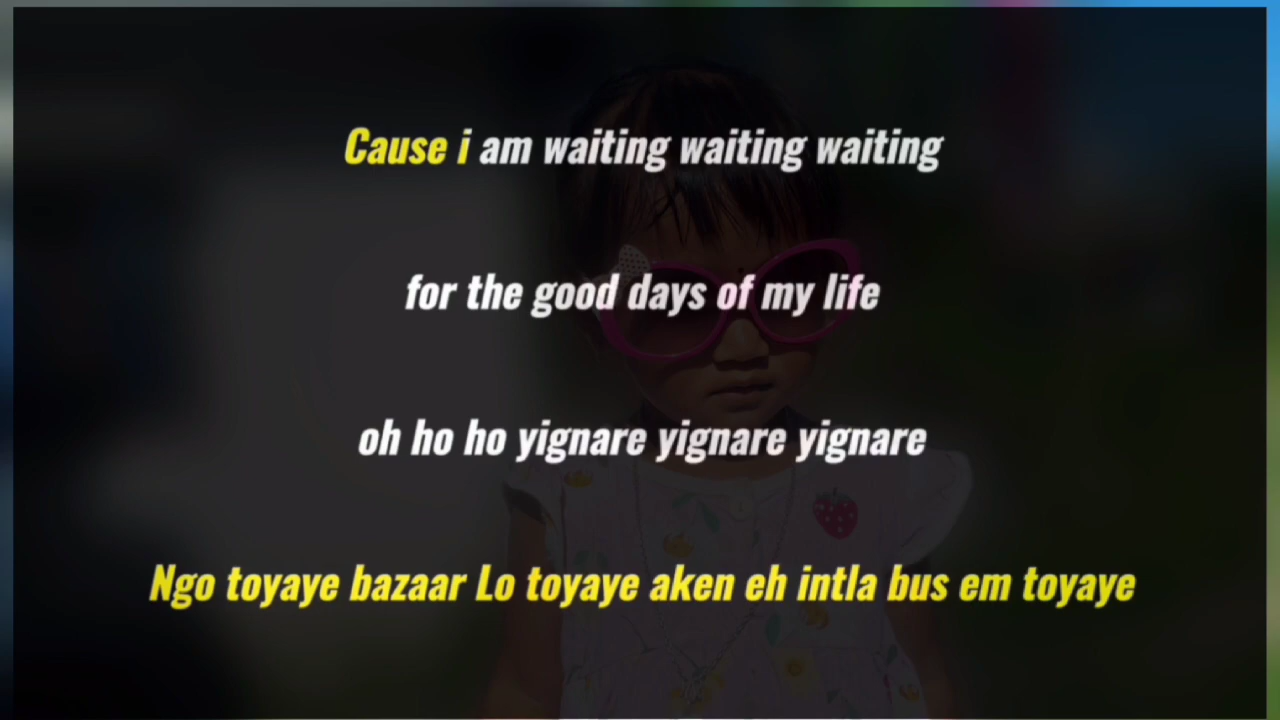 Cause i am waiting waiting waiting
for the good days of my life
oh ho ho yignare yignare yignare
Ngo toyaye bazaar Lo toyaye aken eh intla bus em toyaye